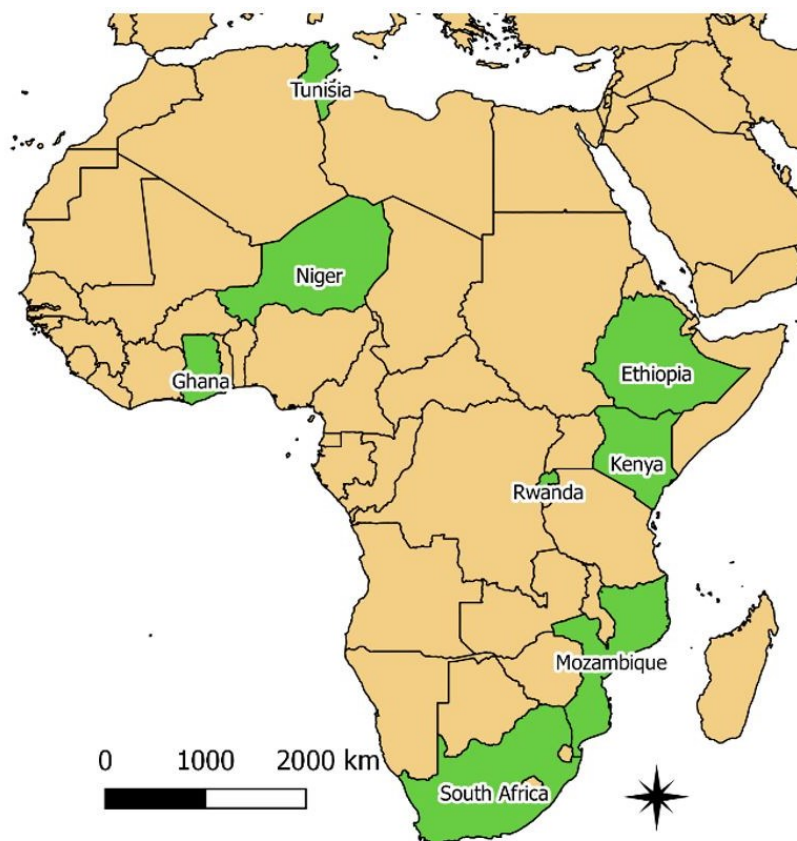 Tunisia
Niger
Ghana
Ethiopia
Kenya
Rwanda
Mozambique
0 1000 2000 km
South Africa